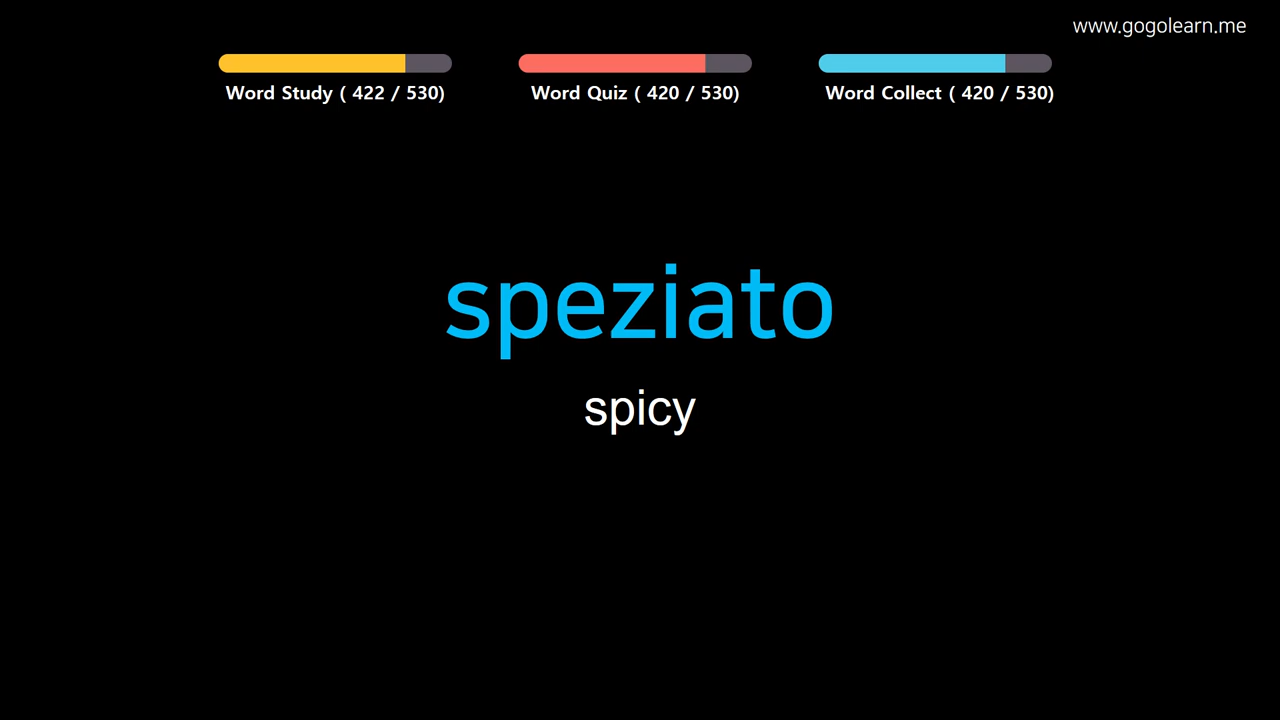 www.gogolearn.me
Word Study ( 422 / 530)
Word Quiz ( 420 / 530)
Word Collect ( 420 / 530)
speziato
spicy